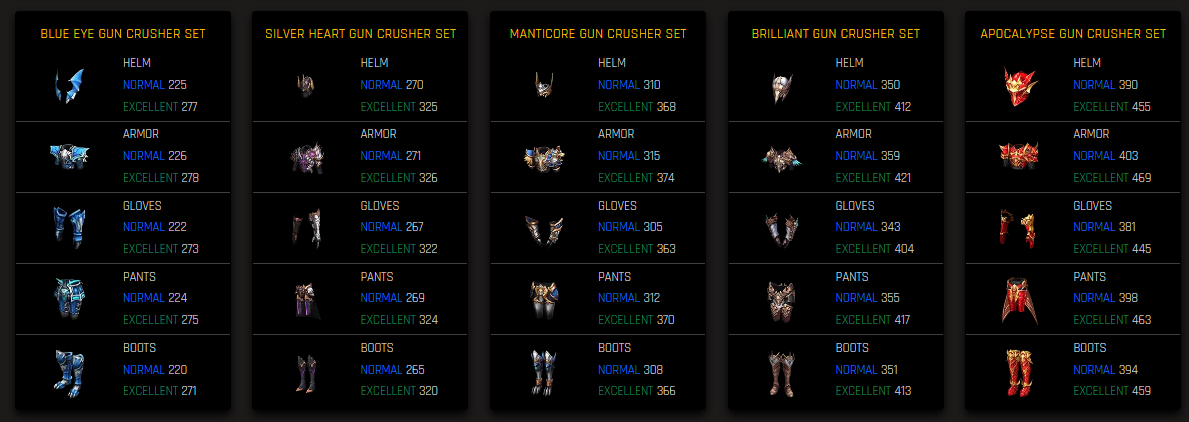 BLUE EYE GUN CRUSHER SET
HELM
NORMAL 225
EXCELLENT 277
ARMOR
NORMAL 226
EXCELLENT 278
GLOVES
NORMAL 222
EXCELLENT 273
PANTS
NORMAL 224
EXCELLENT 275
BOOTS
NORMAL 220
EXCELLENT 271
SILVER HEART GUN CRUSHER SET
HELM
NORMAL 270
EXCELLENT 325
ARMOR
NORMAL 271
EXCELLENT 326
GLOVES
NORMAL 267
EXCELLENT 322
PANTS
NORMAL 269
EXCELLENT 324
BOOTS
NORMAL 265
EXCELLENT 320
MANTICORE GUN CRUSHER SET
HELM
NORMAL 310
EXCELLENT 368
ARMOR
NORMAL 315
EXCELLENT 374
GLOVES
NORMAL 305
EXCELLENT 363
PANTS
NORMAL 312
EXCELLENT 370
BOOTS
NORMAL 308
EXCELLENT 366
BRILLIANT GUN CRUSHER SET
HELM
NORMAL 350
EXCELLENT 412
ARMOR
NORMAL 359
EXCELLENT 421
GLOVES
NORMAL 343
EXCELLENT 404
PANTS
NORMAL 355
EXCELLENT 417
BOOTS
NORMAL 351
EXCELLENT 413
APOCALYPSE GUN CRUSHER SET
HELM
NORMAL 390
EXCELLENT 455
ARMOR
NORMAL 403
EXCELLENT 469
GLOVES
NORMAL 381
EXCELLENT 445
PANTS
NORMAL 398
EXCELLENT 463
BOOTS
NORMAL 394
EXCELLENT 459